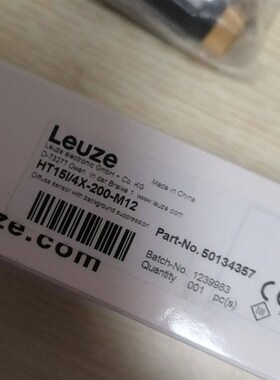 Leuze
Leuze electronic GmbH + Co. KG
Made in China
D-73277 Owen, In der Braike 1 www.leuze.com
HT15I/4X-200-M12
Diffuse sensor with background suppression
Part-No. 50134357
Batch-No. 1239983
Quantity 001 pc(s)
CE
ze.com